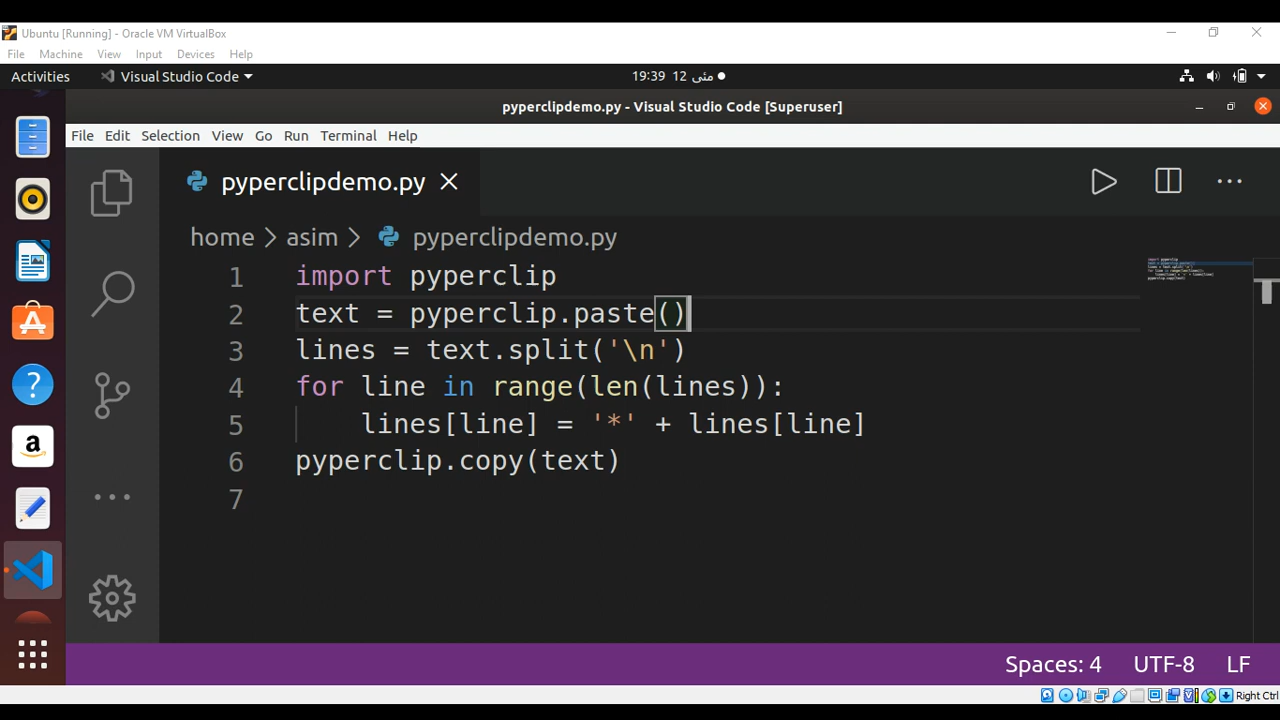 Ubuntu [Running] - Oracle VM VirtualBox
File Machine View Input Devices Help
Activities Visual Studio Code 19:39 12 مئی
pyperclipdemo.py - Visual Studio Code [Superuser]
File Edit Selection View Go Run Terminal Help
pyperclipdemo.py
home > asim > pyperclipdemo.py
1 import pyperclip
2 text = pyperclip.paste()
3 lines = text.split('\n')
4 for line in range(len(lines)):
5     lines[line] = '*' + lines[line]
6 pyperclip.copy(text)
7
Spaces: 4 UTF-8 LF
Right Ctrl